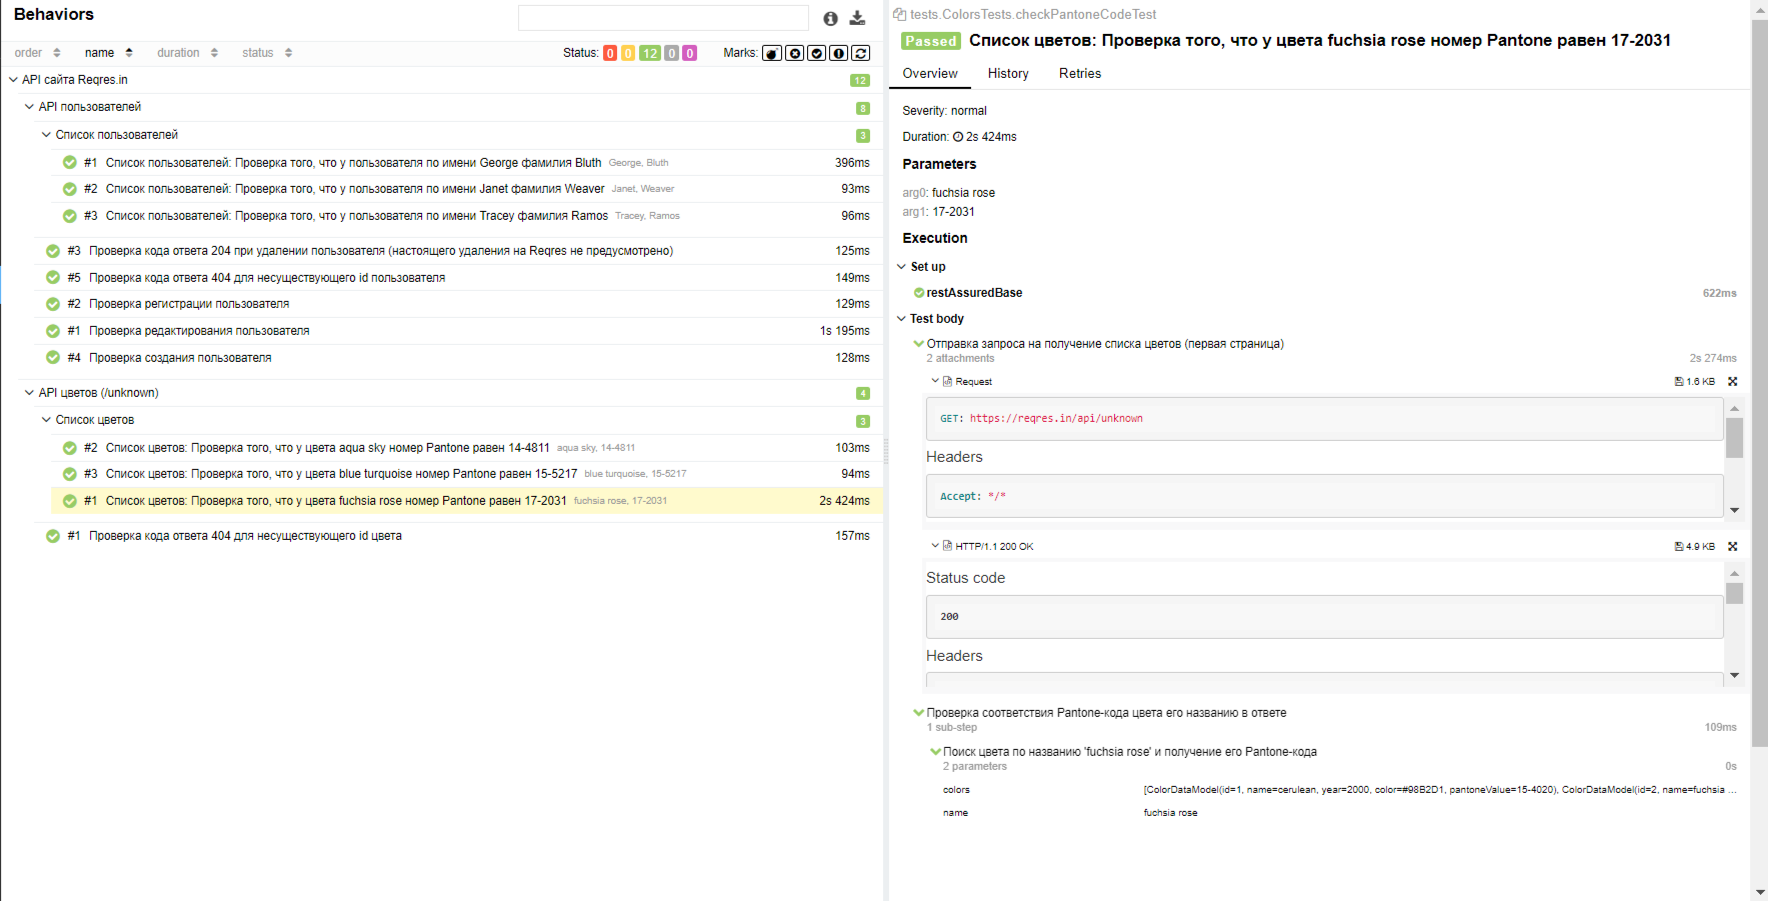 Behaviors
order name duration status Status: 0 0 12 0 0 Marks:
API сайта Reqres.in 12
API пользователей 8
Список пользователей 3
#1 Список пользователей: Проверка того, что у пользователя по имени George фамилия Bluth George, Bluth 396ms
#2 Список пользователей: Проверка того, что у пользователя по имени Janet фамилия Weaver Janet, Weaver 93ms
#3 Список пользователей: Проверка того, что у пользователя по имени Tracey фамилия Ramos Tracey, Ramos 96ms
#3 Проверка кода ответа 204 при удалении пользователя (настоящего удаления на Reqres не предусмотрено) 125ms
#5 Проверка кода ответа 404 для несуществующего id пользователя 149ms
#2 Проверка регистрации пользователя 129ms
#1 Проверка редактирования пользователя 1s 195ms
#4 Проверка создания пользователя 128ms
API цветов (/unknown) 4
Список цветов 3
#2 Список цветов: Проверка того, что у цвета aqua sky номер Pantone равен 14-4811 aqua sky, 14-4811 103ms
#3 Список цветов: Проверка того, что у цвета blue turquoise номер Pantone равен 15-5217 blue turquoise, 15-5217 94ms
#1 Список цветов: Проверка того, что у цвета fuchsia rose номер Pantone равен 17-2031 fuchsia rose, 17-2031 2s 424ms
#1 Проверка кода ответа 404 для несуществующего id цвета 157ms
tests.ColorsTests.checkPantoneCodeTest
Passed Список цветов: Проверка того, что у цвета fuchsia rose номер Pantone равен 17-2031
Overview History Retries
Severity: normal
Duration: 2s 424ms
Parameters
arg0: fuchsia rose
arg1: 17-2031
Execution
Set up
restAssuredBase 622ms
Test body
Отправка запроса на получение списка цветов (первая страница)
2 attachments 2s 274ms
Request 1.6 KB
GET: https://reqres.in/api/unknown
Headers
Accept: */*
HTTP/1.1 200 OK 4.9 KB
Status code
200
Headers
Проверка соответствия Pantone-кода цвета его названию в ответе
1 sub-step 109ms
Поиск цвета по названию 'fuchsia rose' и получение его Pantone-кода
2 parameters 0s
colors [ColorDataModel(id=1, name=cerulean, year=2000, color=#98B2D1, pantoneValue=15-4020), ColorDataModel(id=2, name=fuchsia ...
name fuchsia rose